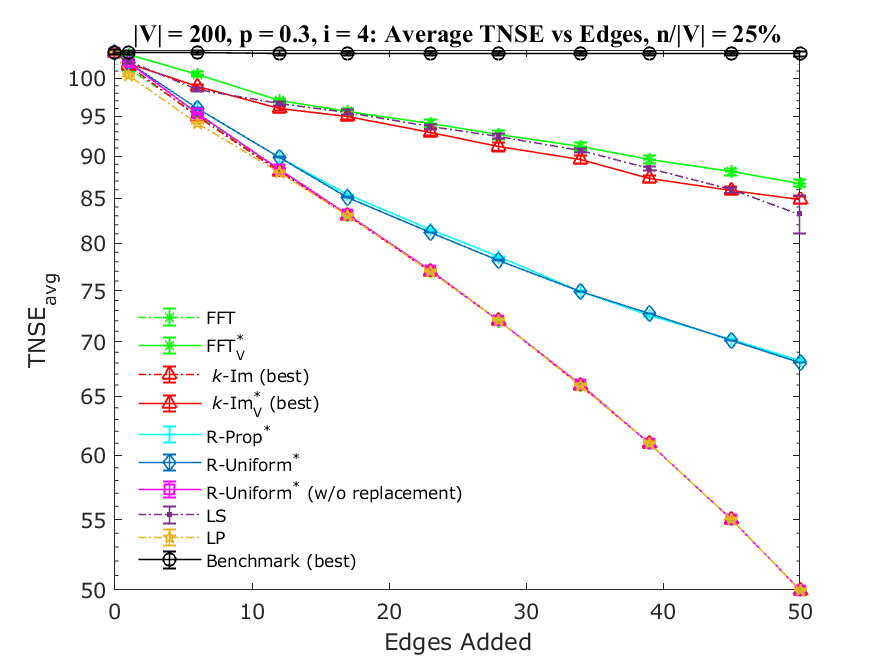 |V| = 200, p = 0.3, i = 4: Average TNSE vs Edges, n/|V| = 25%
100
95
90
85
80
75
70
65
60
55
50
TNSE_avg
FFT
FFT*_V
k-Im (best)
k-Im*_V (best)
R-Prop*
R-Uniform*
R-Uniform* (w/o replacement)
LS
LP
Benchmark (best)
0 10 20 30 40 50
Edges Added